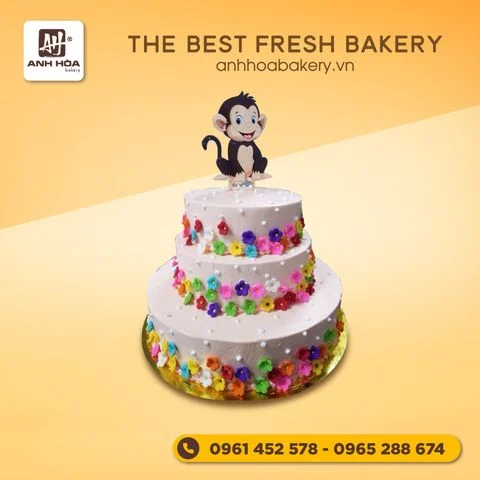 AH®
ANH HÒA
bakery
THE BEST FRESH BAKERY
anhhoabakery.vn
0961 452 578 - 0965 288 674